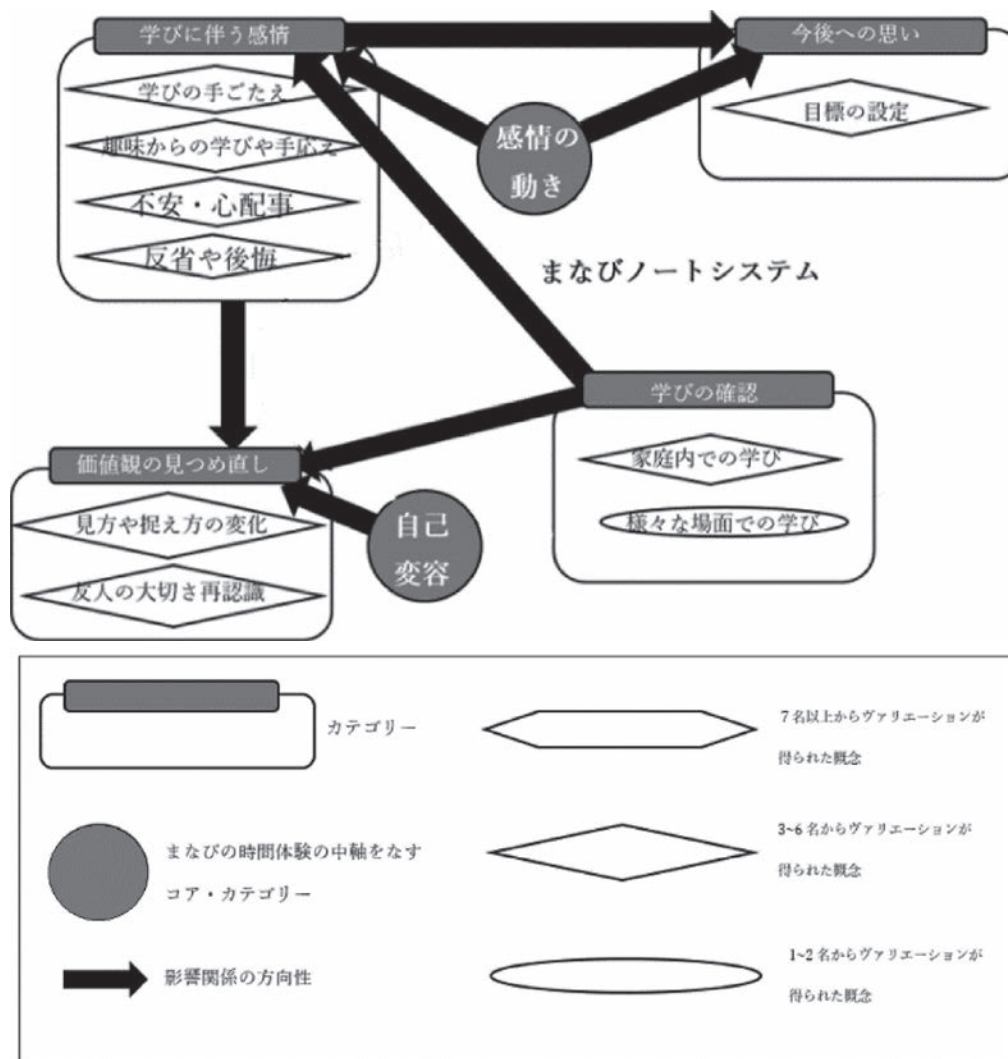 学びに伴う感情
今後への思い
学びの手ごたえ
趣味からの学びや手応え
不安・心配事
反省や後悔
感情の
動き
目標の設定
まなびノートシステム
学びの確認
家庭内での学び
様々な場面での学び
価値観の見つめ直し
見方や捉え方の変化
友人の大切さ再認識
自己
変容
カテゴリー
7名以上からヴァリエーションが
得られた概念
まなびの時間体験の中軸をなす
コア・カテゴリー
3~6名からヴァリエーションが
得られた概念
影響関係の方向性
1~2名からヴァリエーションが
得られた概念